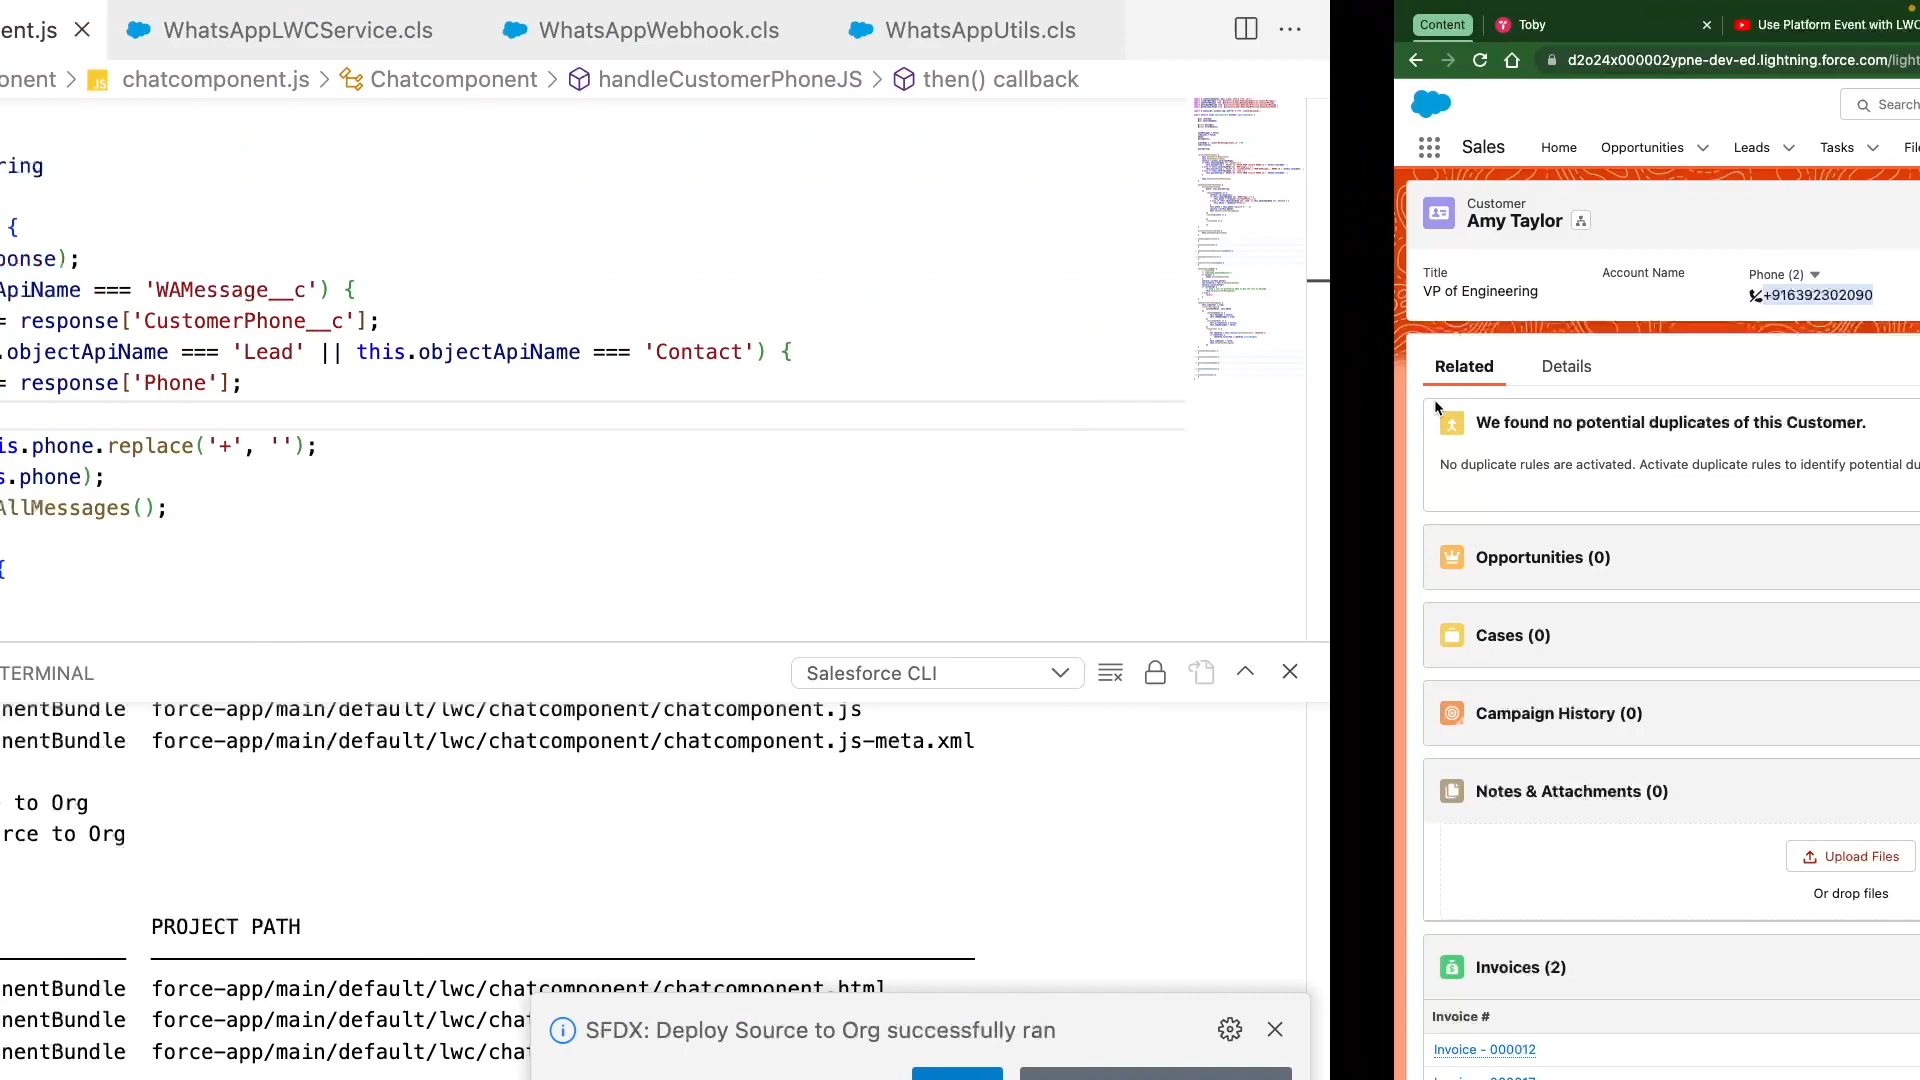 ent.js
WhatsAppLWCService.cls
WhatsAppWebhook.cls
WhatsAppUtils.cls
onent > JS chatcomponent.js > Chatcomponent > handleCustomerPhoneJS > then() callback
ring
{
ponse);
ApiName === 'WAMessage__c') {
= response['CustomerPhone__c'];
.objectApiName === 'Lead' || this.objectApiName === 'Contact') {
= response['Phone'];
is.phone.replace('+', '');
s.phone);
AllMessages();
{
TERMINAL
Salesforce CLI
nentBundle force-app/main/default/lwc/chatcomponent/chatcomponent.js
nentBundle force-app/main/default/lwc/chatcomponent/chatcomponent.js-meta.xml
to Org
rce to Org
PROJECT PATH
nentBundle force-app/main/default/lwc/chatcomponent/chatcomponent.html
nentBundle force-app/main/default/lwc/cha
nentBundle force-app/main/default/lwc/cha
SFDX: Deploy Source to Org successfully ran
Content
Toby
Use Platform Event with LWC
d2o24x000002ypne-dev-ed.lightning.force.com/light
Search
Sales
Home
Opportunities
Leads
Tasks
File
Customer
Amy Taylor
Title
VP of Engineering
Account Name
Phone (2)
+916392302090
Related
Details
We found no potential duplicates of this Customer.
No duplicate rules are activated. Activate duplicate rules to identify potential du
Opportunities (0)
Cases (0)
Campaign History (0)
Notes & Attachments (0)
Upload Files
Or drop files
Invoices (2)
Invoice #
Invoice - 000012